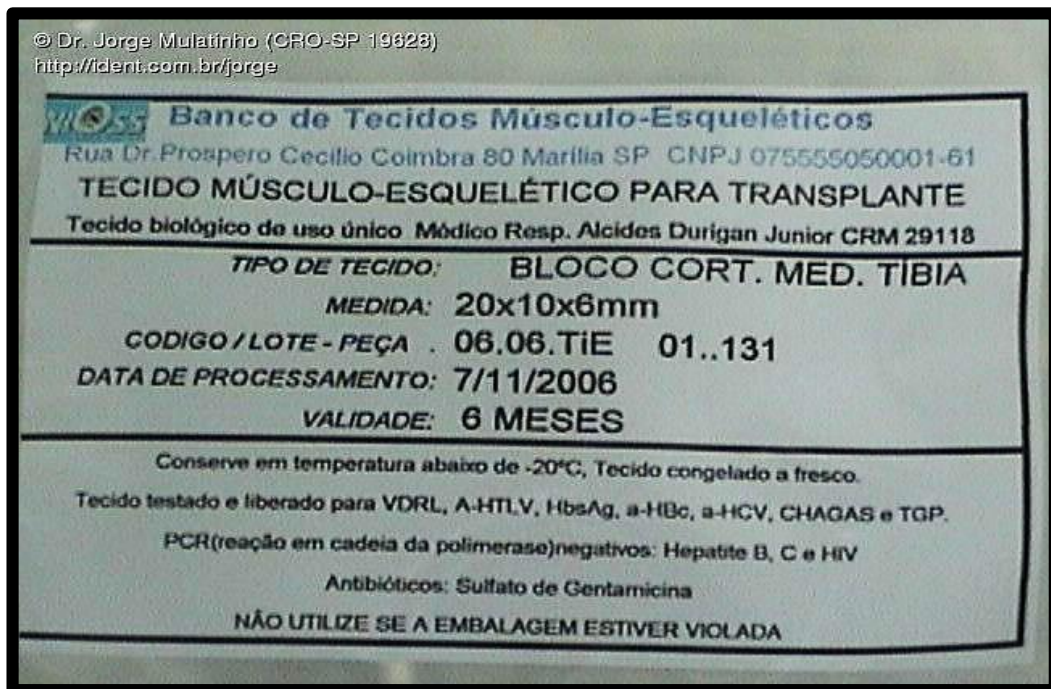 © Dr. Jorge Mulatinho (CRO-SP 19628)
http://ident.com.br/jorge
Banco de Tecidos Músculo-Esqueléticos
Rua Dr.Prospero Cecílio Coimbra 80 Marília SP CNPJ 075555050001-61
TECIDO MÚSCULO-ESQUELÉTICO PARA TRANSPLANTE
Tecido biológico de uso único Médico Resp. Alcides Durigan Junior CRM 29118
TIPO DE TECIDO: BLOCO CORT. MED. TÍBIA
MEDIDA: 20x10x6mm
CODIGO / LOTE - PEÇA . 06.06.TiE 01..131
DATA DE PROCESSAMENTO: 7/11/2006
VALIDADE: 6 MESES
Conserve em temperatura abaixo de -20ºC, Tecido congelado a fresco.
Tecido testado e liberado para VDRL, A-HTLV, HbsAg, a-HBc, a-HCV, CHAGAS e TGP.
PCR(reação em cadeia da polimerase)negativos: Hepatite B, C e HIV
Antibióticos: Sulfato de Gentamicina
NÃO UTILIZE SE A EMBALAGEM ESTIVER VIOLADA